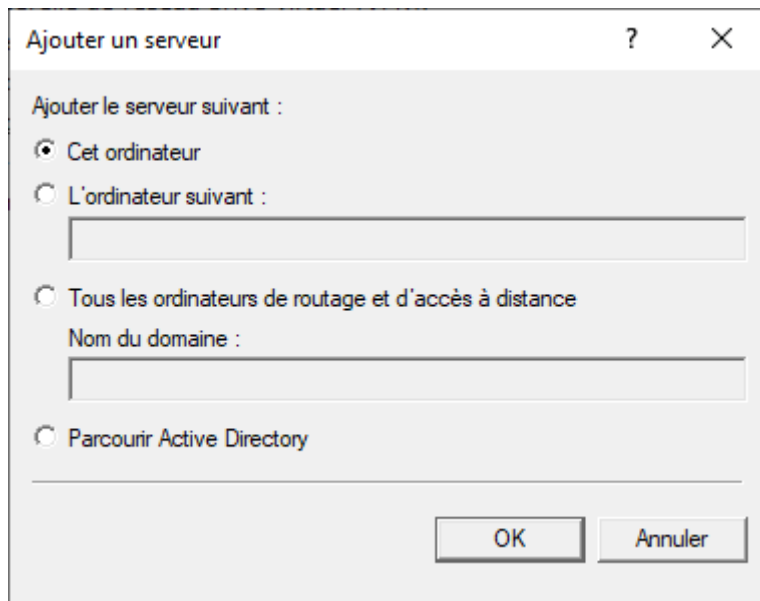 Ajouter un serveur
?
Ajouter le serveur suivant :
Cet ordinateur
L'ordinateur suivant :
Tous les ordinateurs de routage et d'accès à distance
Nom du domaine :
Parcourir Active Directory
OK
Annuler